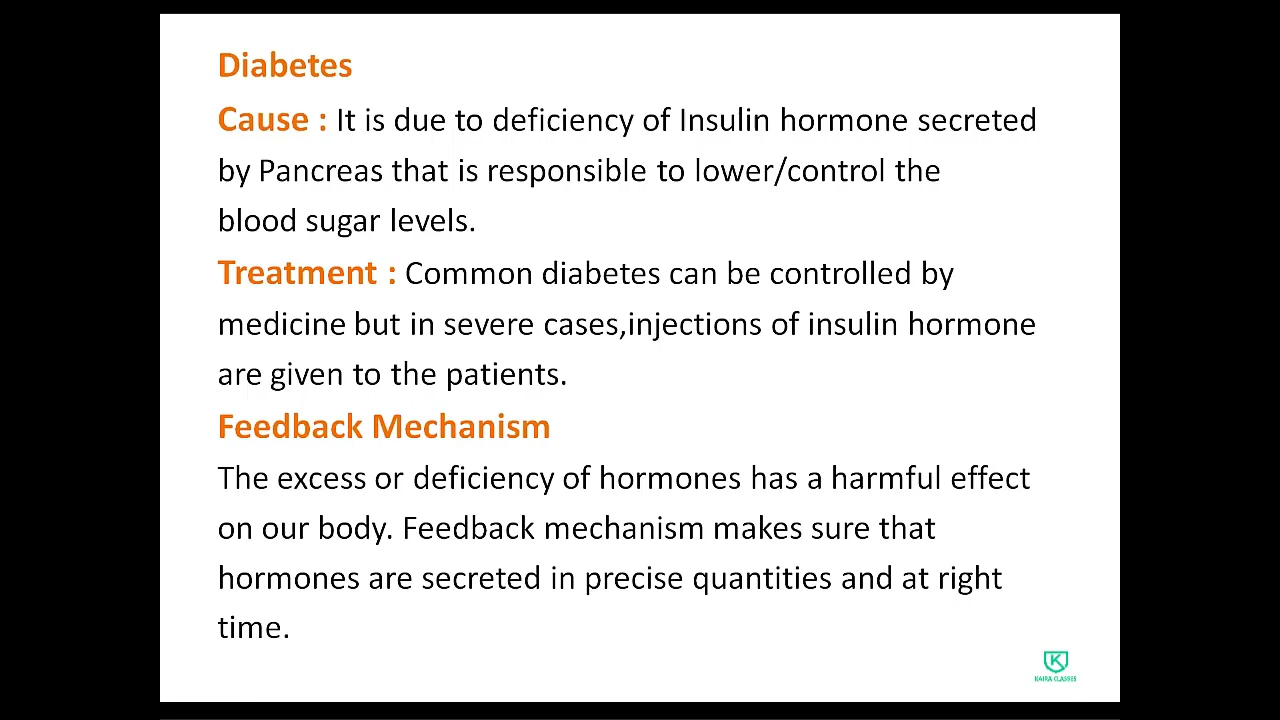 Diabetes
Cause : It is due to deficiency of Insulin hormone secreted
by Pancreas that is responsible to lower/control the
blood sugar levels.
Treatment : Common diabetes can be controlled by
medicine but in severe cases,injections of insulin hormone
are given to the patients.
Feedback Mechanism
The excess or deficiency of hormones has a harmful effect
on our body. Feedback mechanism makes sure that
hormones are secreted in precise quantities and at right
time.
K
KAIRA CLASSES